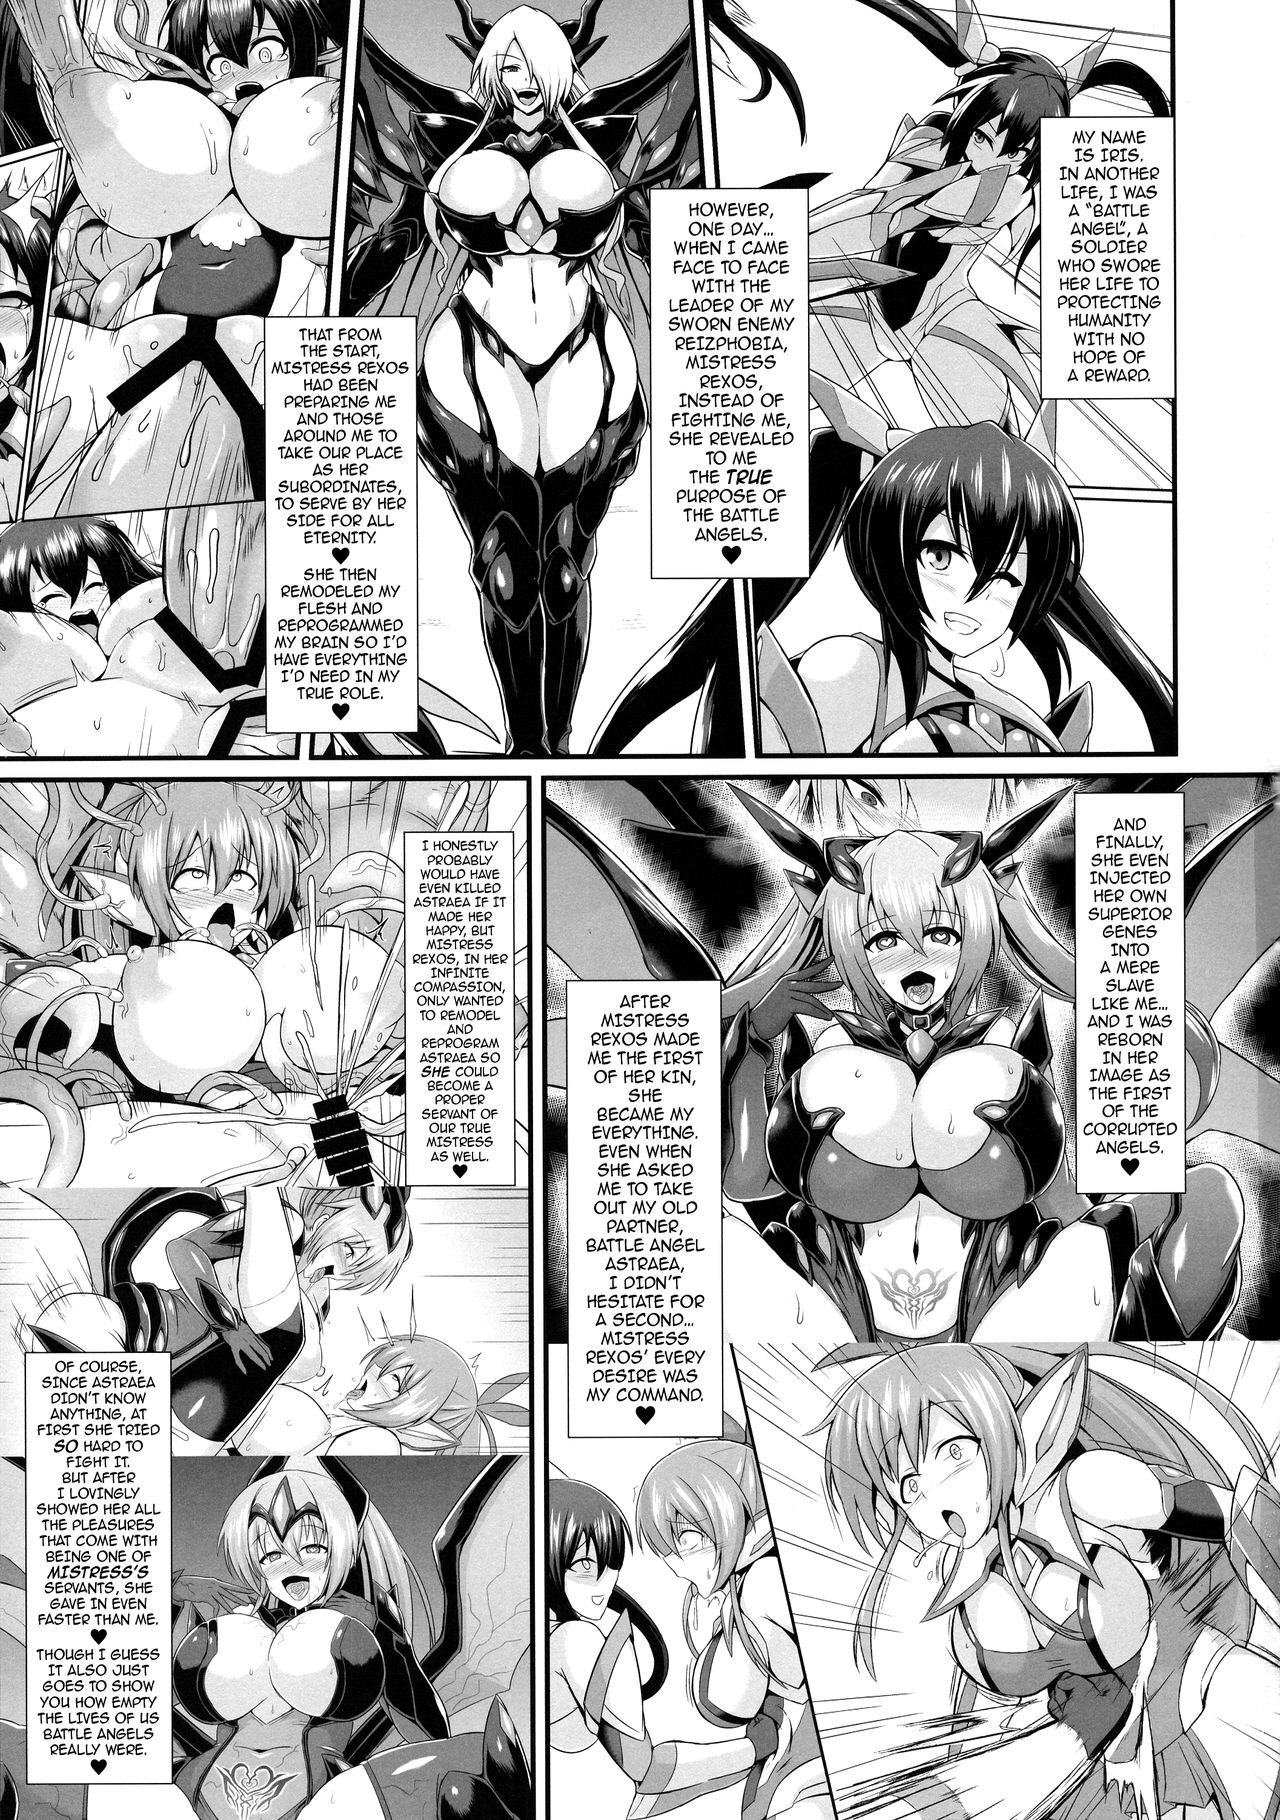 MY NAME
IS IRIS.
IN ANOTHER
LIFE, I WAS
A "BATTLE
ANGEL", A
SOLDIER
WHO SWORE
HER LIFE TO
PROTECTING
HUMANITY
WITH NO
HOPE OF
A REWARD.
HOWEVER,
ONE DAY...
WHEN I CAME
FACE TO FACE
WITH THE
LEADER OF MY
SWORN ENEMY
REIZPHOBIA,
MISTRESS
REXOS,
INSTEAD OF
FIGHTING ME,
SHE REVEALED
TO ME
THE TRUE
PURPOSE OF
THE BATTLE
ANGELS.
♥
THAT FROM
THE START,
MISTRESS REXOS
HAD BEEN
PREPARING ME
AND THOSE
AROUND ME TO
TAKE OUR PLACE
AS HER
SUBORDINATES,
TO SERVE BY HER
SIDE FOR ALL
ETERNITY.
♥
SHE THEN
REMODELED MY
FLESH AND
REPROGRAMMED
MY BRAIN SO I'D
HAVE EVERYTHING
I'D NEED IN MY
TRUE ROLE.
♥
AND
FINALLY,
SHE EVEN
INJECTED
HER OWN
SUPERIOR
GENES
INTO
A MERE
SLAVE
LIKE ME...
AND I WAS
REBORN
IN HER
IMAGE AS
THE FIRST
OF THE
CORRUPTED
ANGELS.
♥
AFTER
MISTRESS
REXOS MADE
ME THE FIRST
OF HER KIN,
SHE
BECAME MY
EVERYTHING.
EVEN WHEN
SHE ASKED
ME TO TAKE
OUT MY OLD
PARTNER,
BATTLE ANGEL
ASTRAEA,
I DIDN'T
HESITATE FOR
A SECOND...
MISTRESS
REXOS' EVERY
DESIRE WAS
MY COMMAND.
♥
I HONESTLY
PROBABLY
WOULD HAVE
EVEN KILLED
ASTRAEA IF IT
MADE HER
HAPPY, BUT
MISTRESS
REXOS,
IN HER
INFINITE
COMPASSION,
ONLY WANTED
TO REMODEL
AND
REPROGRAM
ASTRAEA SO
SHE COULD
BECOME A
PROPER
SERVANT OF
OUR TRUE
MISTRESS
AS WELL.
♥
OF COURSE,
SINCE ASTRAEA
DIDN'T KNOW
ANYTHING, AT
FIRST SHE TRIED
SO HARD TO
FIGHT IT.
BUT AFTER
I LOVINGLY
SHOWED HER ALL
THE PLEASURES
THAT COME WITH
BEING ONE OF
MISTRESS'S
SERVANTS, SHE
GAVE IN EVEN
FASTER THAN ME.
♥
THOUGH I GUESS
IT ALSO JUST
GOES TO SHOW
YOU HOW EMPTY
THE LIVES OF US
BATTLE ANGELS
REALLY WERE.
♥